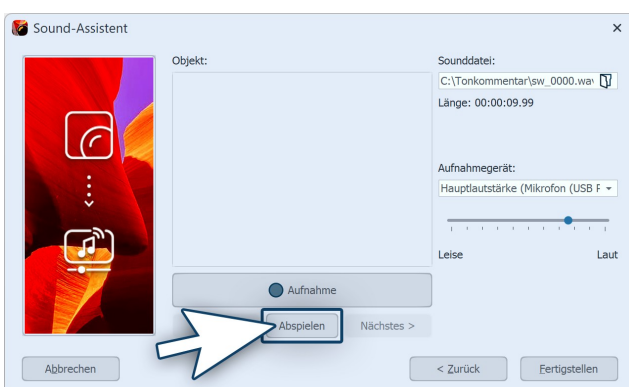 Sound-Assistent
Objekt:
Sounddatei:
C:\Tonkommentar\sw_0000.wav
Länge: 00:00:09.99
Aufnahmegerät:
Hauptlautstärke (Mikrofon (USB F
Leise Laut
Aufnahme
Abspielen Nächstes >
Abbrechen < Zurück Fertigstellen